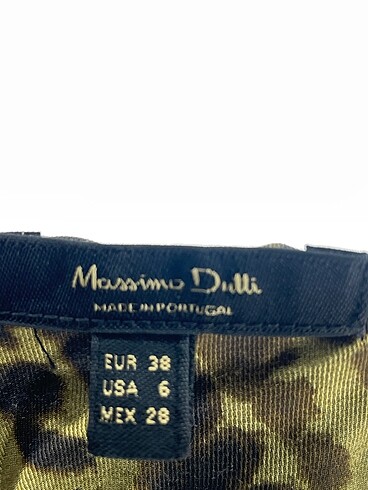 Massimo Dutti
MADE IN PORTUGAL
EUR 38
USA 6
MEX 28